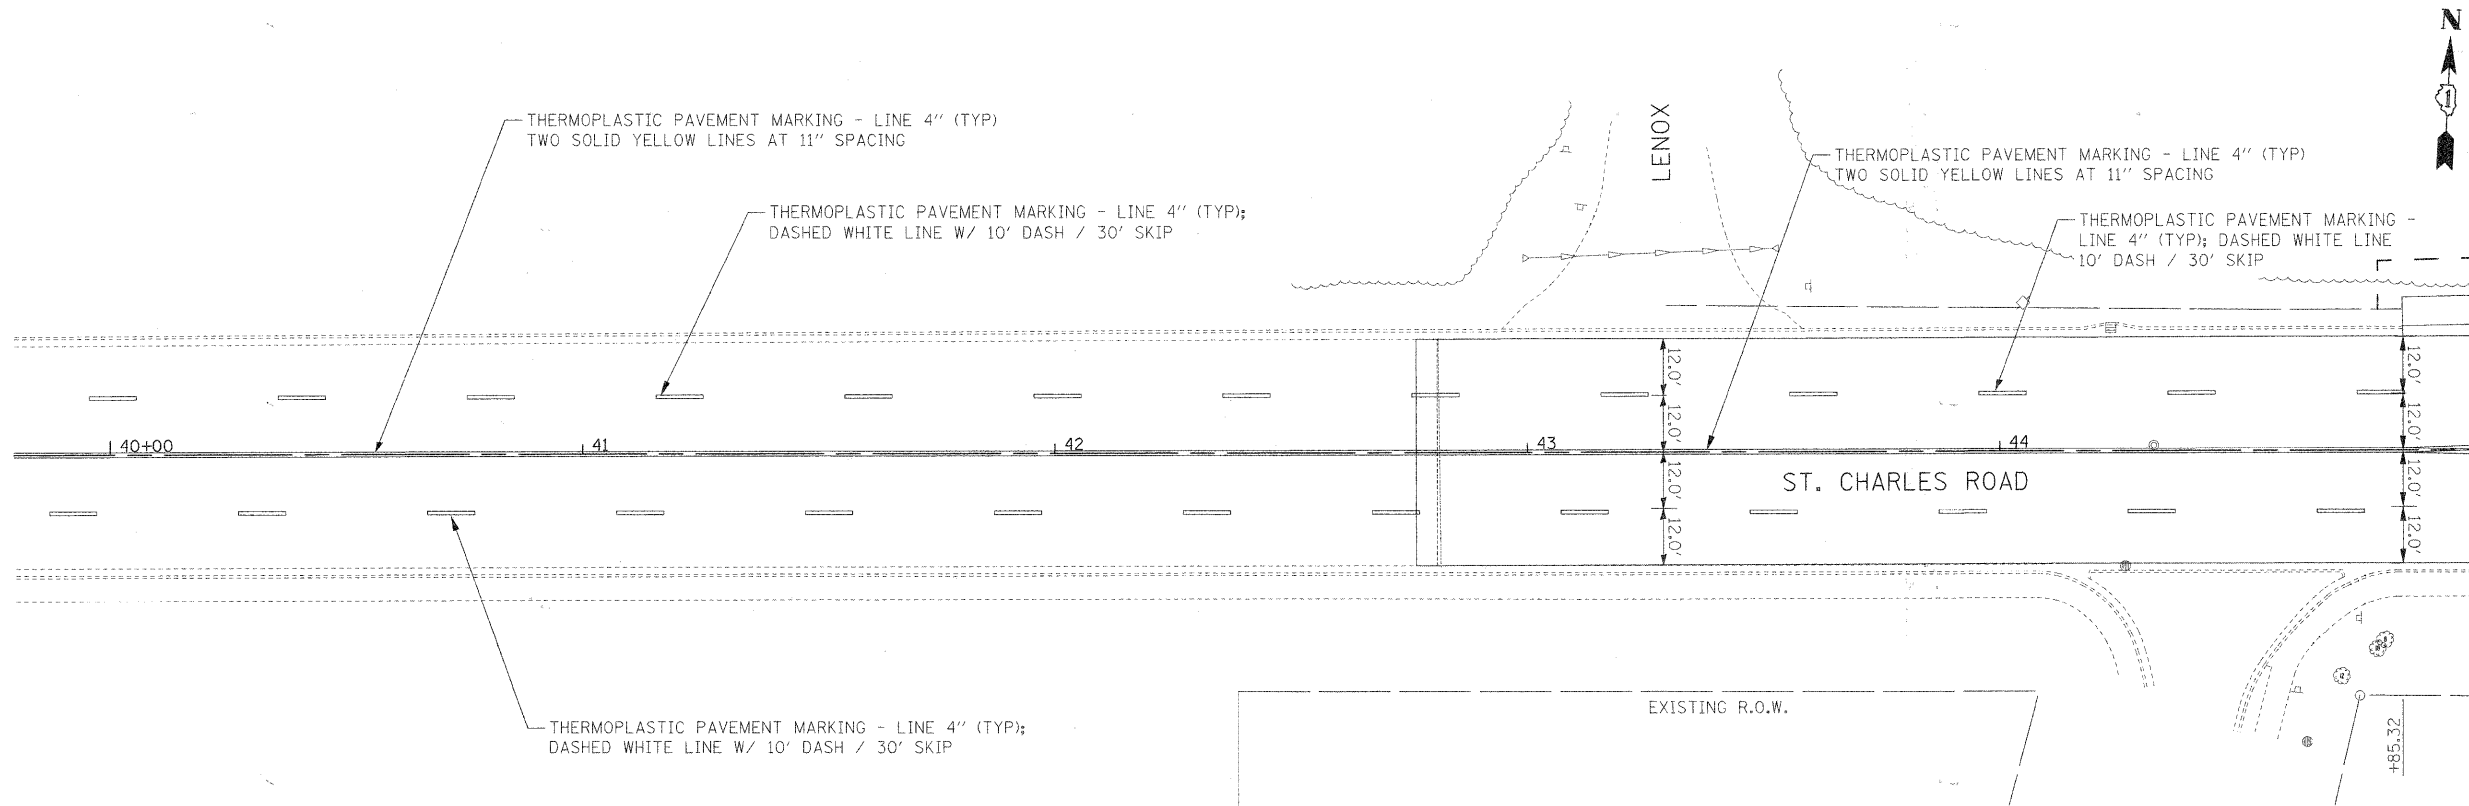 N
THERMOPLASTIC PAVEMENT MARKING - LINE 4" (TYP)
TWO SOLID YELLOW LINES AT 11" SPACING
LENOX
THERMOPLASTIC PAVEMENT MARKING - LINE 4" (TYP)
TWO SOLID YELLOW LINES AT 11" SPACING
THERMOPLASTIC PAVEMENT MARKING - LINE 4" (TYP);
DASHED WHITE LINE W/ 10' DASH / 30' SKIP
THERMOPLASTIC PAVEMENT MARKING -
LINE 4" (TYP); DASHED WHITE LINE
10' DASH / 30' SKIP
12.0'
12.0'
12.0'
12.0'
12.0'
12.0'
12.0'
12.0'
40+00
41
42
43
44
ST. CHARLES ROAD
EXISTING R.O.W.
THERMOPLASTIC PAVEMENT MARKING - LINE 4" (TYP);
DASHED WHITE LINE W/ 10' DASH / 30' SKIP
+85.32